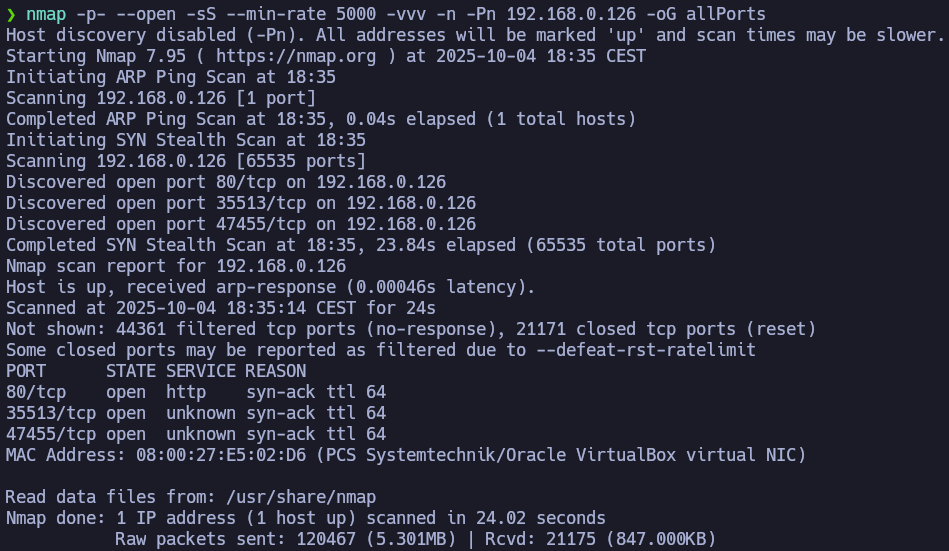 ❯ nmap -p- --open -sS --min-rate 5000 -vvv -n -Pn 192.168.0.126 -oG allPorts
Host discovery disabled (-Pn). All addresses will be marked 'up' and scan times may be slower.
Starting Nmap 7.95 ( https://nmap.org ) at 2025-10-04 18:35 CEST
Initiating ARP Ping Scan at 18:35
Scanning 192.168.0.126 [1 port]
Completed ARP Ping Scan at 18:35, 0.04s elapsed (1 total hosts)
Initiating SYN Stealth Scan at 18:35
Scanning 192.168.0.126 [65535 ports]
Discovered open port 80/tcp on 192.168.0.126
Discovered open port 35513/tcp on 192.168.0.126
Discovered open port 47455/tcp on 192.168.0.126
Completed SYN Stealth Scan at 18:35, 23.84s elapsed (65535 total ports)
Nmap scan report for 192.168.0.126
Host is up, received arp-response (0.00046s latency).
Scanned at 2025-10-04 18:35:14 CEST for 24s
Not shown: 44361 filtered tcp ports (no-response), 21171 closed tcp ports (reset)
Some closed ports may be reported as filtered due to --defeat-rst-ratelimit
PORT      STATE SERVICE REASON
80/tcp    open  http    syn-ack ttl 64
35513/tcp open  unknown syn-ack ttl 64
47455/tcp open  unknown syn-ack ttl 64
MAC Address: 08:00:27:E5:02:D6 (PCS Systemtechnik/Oracle VirtualBox virtual NIC)

Read data files from: /usr/share/nmap
Nmap done: 1 IP address (1 host up) scanned in 24.02 seconds
           Raw packets sent: 120467 (5.301MB) | Rcvd: 21175 (847.000KB)